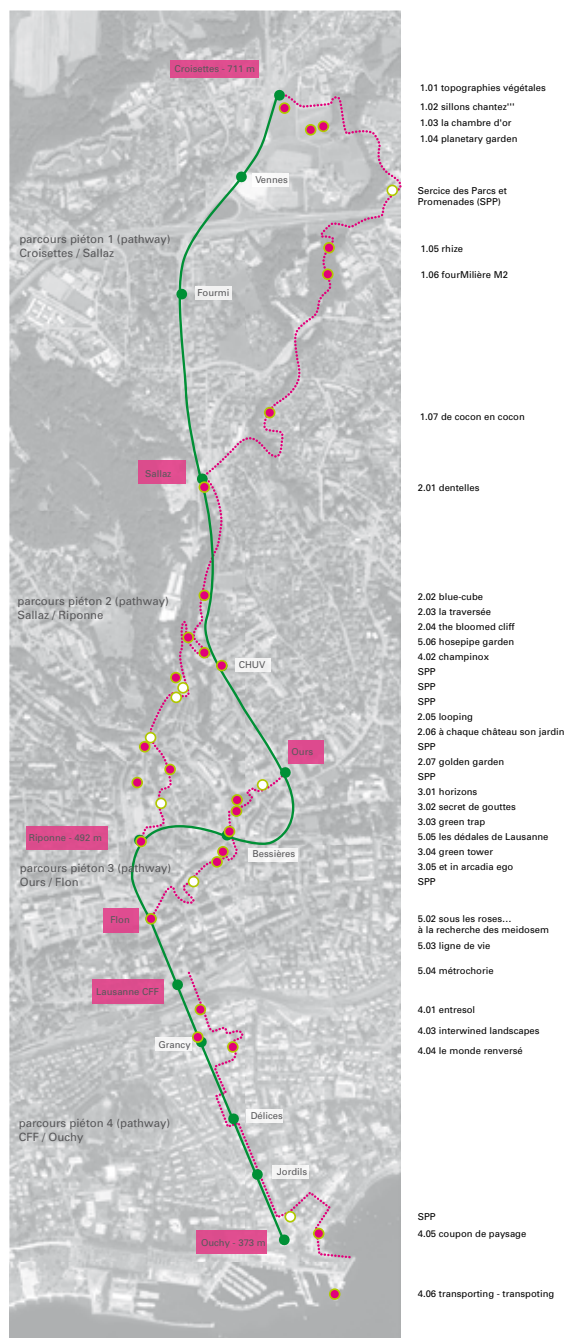 Croisettes - 711 m
1.01 topographies végétales
1.02 sillons chantez'''
1.03 la chambre d'or
1.04 planetary garden
Vennes
Sercice des Parcs et
Promenades (SPP)
parcours piéton 1 (pathway)
Croisettes / Sallaz
1.05 rhize
1.06 fourMilière M2
Fourmi
1.07 de cocon en cocon
Sallaz
2.01 dentelles
parcours piéton 2 (pathway)
Sallaz / Riponne
2.02 blue-cube
2.03 la traversée
2.04 the bloomed cliff
5.06 hosepipe garden
4.02 champinox
CHUV
SPP
SPP
SPP
2.05 looping
2.06 à chaque château son jardin
SPP
Ours
2.07 golden garden
SPP
3.01 horizons
3.02 secret de gouttes
3.03 green trap
Riponne - 492 m
5.05 les dédales de Lausanne
3.04 green tower
Bessières
parcours piéton 3 (pathway)
Ours / Flon
3.05 et in arcadia ego
SPP
Flon
5.02 sous les roses...
à la recherche des meidosem
5.03 ligne de vie
5.04 métrochorie
Lausanne CFF
4.01 entresol
4.03 interwined landscapes
Grancy
4.04 le monde renversé
parcours piéton 4 (pathway)
CFF / Ouchy
Délices
Jordils
SPP
4.05 coupon de paysage
Ouchy - 373 m
4.06 transporting - transpoting